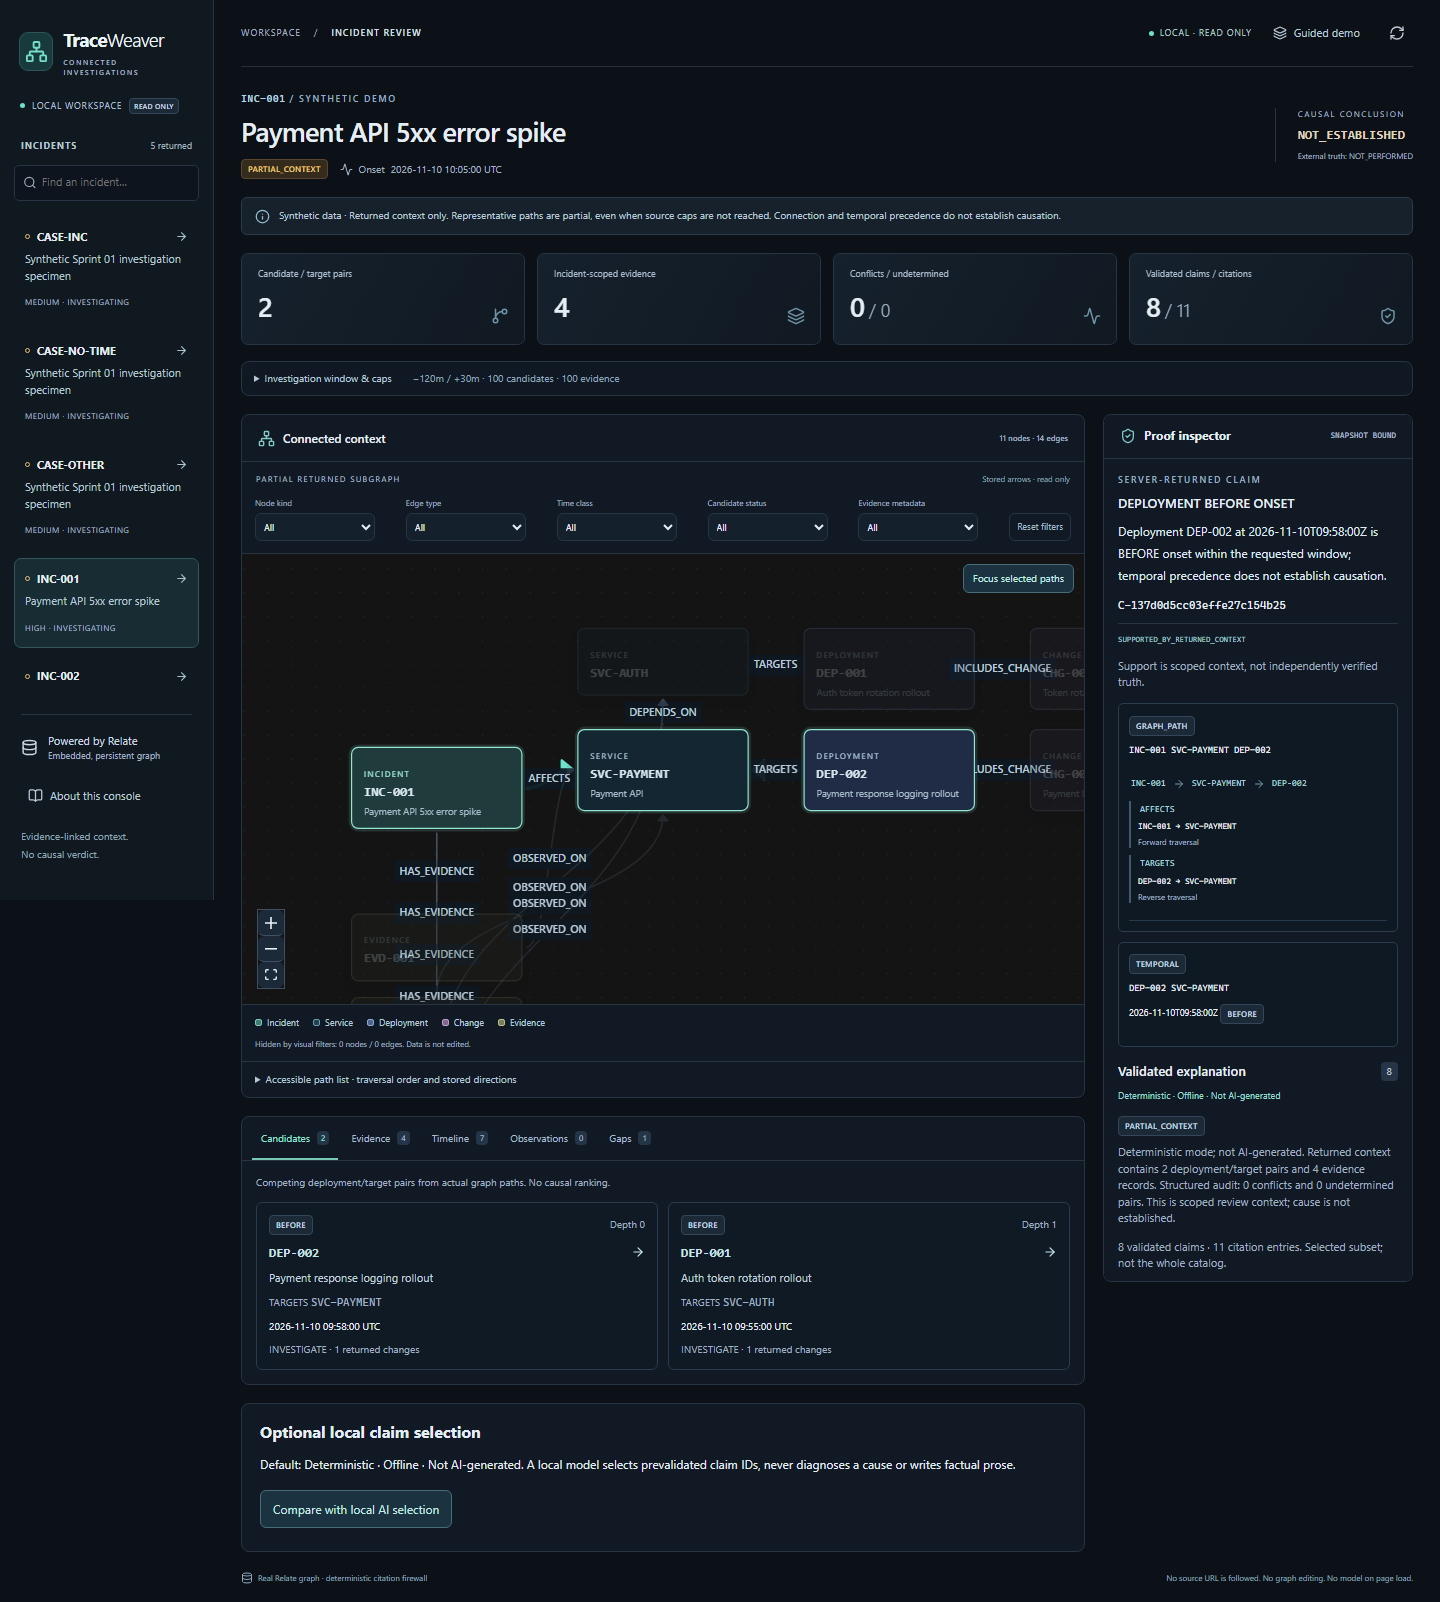 TraceWeaver
CONNECTED
INVESTIGATIONS
LOCAL WORKSPACE READ ONLY
INCIDENTS 5 returned
Find an incident...
CASE-INC
Synthetic Sprint 01 investigation
specimen
MEDIUM · INVESTIGATING
CASE-NO-TIME
Synthetic Sprint 01 investigation
specimen
MEDIUM · INVESTIGATING
CASE-OTHER
Synthetic Sprint 01 investigation
specimen
MEDIUM · INVESTIGATING
INC-001
Payment API 5xx error spike
HIGH · INVESTIGATING
INC-002
Powered by Relate
Embedded, persistent graph
About this console
Evidence-linked context.
No causal verdict.
WORKSPACE / INCIDENT REVIEW
LOCAL · READ ONLY
Guided demo
INC-001 / SYNTHETIC DEMO
Payment API 5xx error spike
PARTIAL_CONTEXT Onset 2026-11-10 10:05:00 UTC
CAUSAL CONCLUSION
NOT_ESTABLISHED
External truth: NOT_PERFORMED
Synthetic data · Returned context only. Representative paths are partial, even when source caps are not reached. Connection and temporal precedence do not establish causation.
Candidate / target pairs
2
Incident-scoped evidence
4
Conflicts / undetermined
0 / 0
Validated claims / citations
8 / 11
Investigation window & caps −120m / +30m · 100 candidates · 100 evidence
Connected context 11 nodes · 14 edges
PARTIAL RETURNED SUBGRAPH Stored arrows · read only
Node kind Edge type Time class Candidate status Evidence metadata
All All All All All Reset filters
Focus selected paths
SERVICE
SVC-AUTH
TARGETS
DEPLOYMENT
DEP-001
Auth token rotation rollout
INCLUDES_CHANGE
CHANGE
DEPENDS_ON
INCIDENT
INC-001
Payment API 5xx error spike
AFFECTS
SERVICE
SVC-PAYMENT
Payment API
TARGETS
DEPLOYMENT
DEP-002
Payment response logging rollout
LUDES_CHANGE
CHANGE
OBSERVED_ON
HAS_EVIDENCE
OBSERVED_ON
OBSERVED_ON
HAS_EVIDENCE
OBSERVED_ON
EVIDENCE
EVD-001
HAS_EVIDENCE
HAS_EVIDENCE
Incident Service Deployment Change Evidence
Hidden by visual filters: 0 nodes / 0 edges. Data is not edited.
Accessible path list · traversal order and stored directions
Candidates 2 Evidence 4 Timeline 7 Observations 0 Gaps 1
Competing deployment/target pairs from actual graph paths. No causal ranking.
BEFORE Depth 0
DEP-002
Payment response logging rollout
TARGETS SVC-PAYMENT
2026-11-10 09:58:00 UTC
INVESTIGATE · 1 returned changes
BEFORE Depth 1
DEP-001
Auth token rotation rollout
TARGETS SVC-AUTH
2026-11-10 09:55:00 UTC
INVESTIGATE · 1 returned changes
Optional local claim selection
Default: Deterministic · Offline · Not AI-generated. A local model selects prevalidated claim IDs, never diagnoses a cause or writes factual prose.
Compare with local AI selection
Proof inspector SNAPSHOT BOUND
SERVER-RETURNED CLAIM
DEPLOYMENT BEFORE ONSET
Deployment DEP-002 at 2026-11-10T09:58:00Z is
BEFORE onset within the requested window;
temporal precedence does not establish causation.
C-137d0d5cc03effe27c154b25
SUPPORTED_BY_RETURNED_CONTEXT
Support is scoped context, not independently verified
truth.
GRAPH_PATH
INC-001 SVC-PAYMENT DEP-002
INC-001 → SVC-PAYMENT → DEP-002
AFFECTS
INC-001 → SVC-PAYMENT
Forward traversal
TARGETS
DEP-002 → SVC-PAYMENT
Reverse traversal
TEMPORAL
DEP-002 SVC-PAYMENT
2026-11-10T09:58:00Z BEFORE
Validated explanation 8
Deterministic · Offline · Not AI-generated
PARTIAL_CONTEXT
Deterministic mode; not AI-generated. Returned context
contains 2 deployment/target pairs and 4 evidence
records. Structured audit: 0 conflicts and 0 undetermined
pairs. This is scoped review context; cause is not
established.
8 validated claims · 11 citation entries. Selected subset;
not the whole catalog.
Real Relate graph · deterministic citation firewall
No source URL is followed. No graph editing. No model on page load.